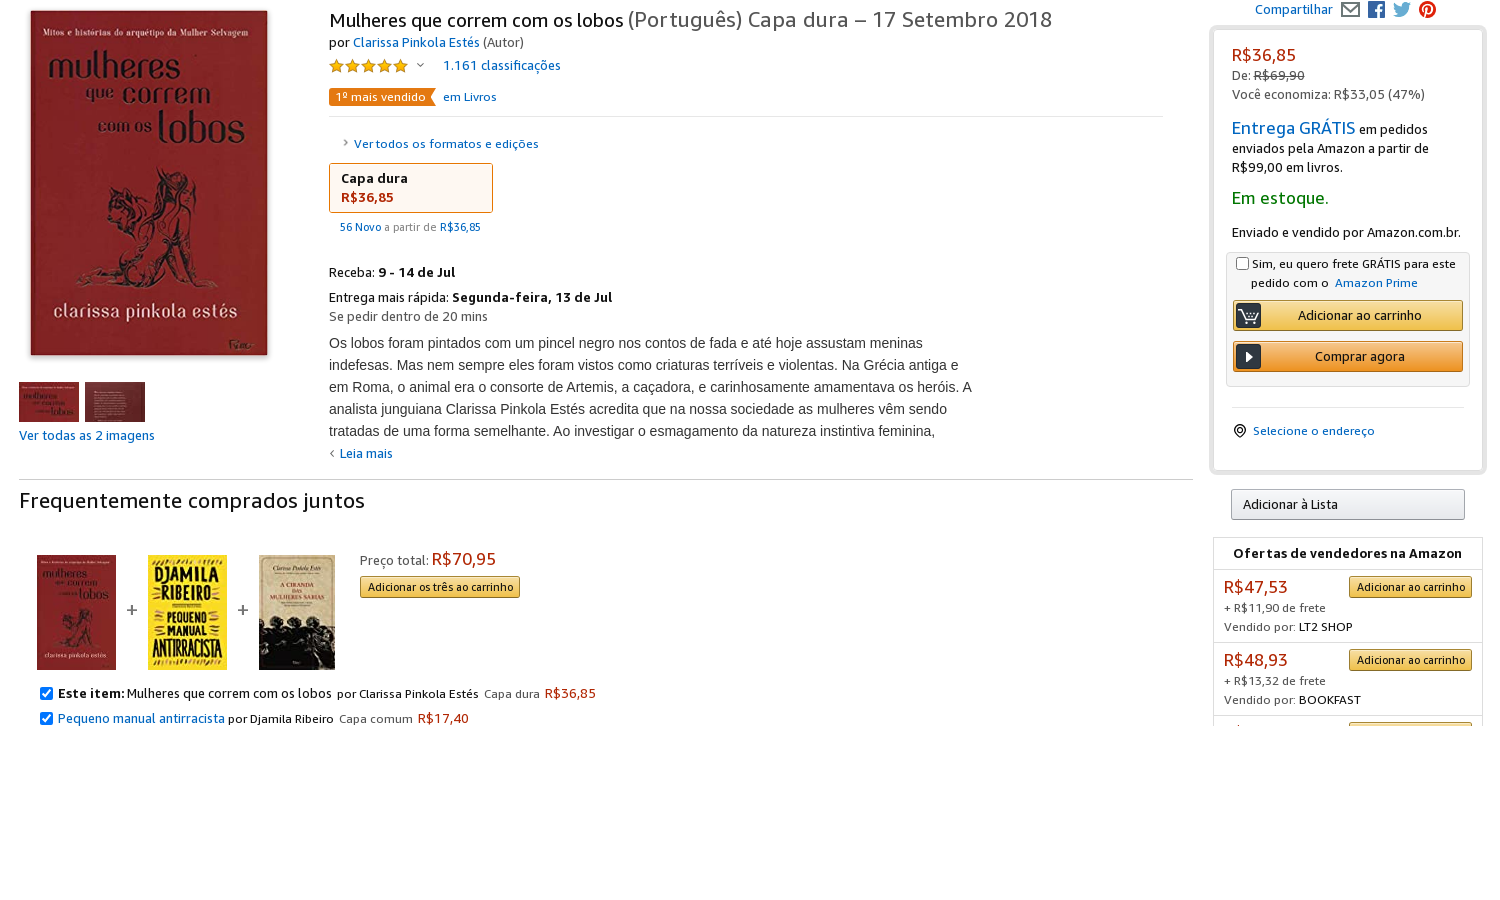 Mitos e histórias do arquétipo da Mulher Selvagem
mulheres
que correm
com os lobos
clarissa pinkola estés
Rocco
Ver todas as 2 imagens
Mulheres que correm com os lobos (Português) Capa dura – 17 Setembro 2018
por Clarissa Pinkola Estés (Autor)
1.161 classificações
1º mais vendido em Livros
Ver todos os formatos e edições
Capa dura
R$36,85
56 Novo a partir de R$36,85
Receba: 9 - 14 de Jul
Entrega mais rápida: Segunda-feira, 13 de Jul
Se pedir dentro de 20 mins
Os lobos foram pintados com um pincel negro nos contos de fada e até hoje assustam meninas
indefesas. Mas nem sempre eles foram vistos como criaturas terríveis e violentas. Na Grécia antiga e
em Roma, o animal era o consorte de Artemis, a caçadora, e carinhosamente amamentava os heróis. A
analista junguiana Clarissa Pinkola Estés acredita que na nossa sociedade as mulheres vêm sendo
tratadas de uma forma semelhante. Ao investigar o esmagamento da natureza instintiva feminina,
Leia mais
Compartilhar
R$36,85
De: R$69,90
Você economiza: R$33,05 (47%)
Entrega GRÁTIS em pedidos
enviados pela Amazon a partir de
R$99,00 em livros.
Em estoque.
Enviado e vendido por Amazon.com.br.
Sim, eu quero frete GRÁTIS para este
pedido com o Amazon Prime
Adicionar ao carrinho
Comprar agora
Selecione o endereço
Adicionar à Lista
Ofertas de vendedores na Amazon
R$47,53 Adicionar ao carrinho
+ R$11,90 de frete
Vendido por: LT2 SHOP
R$48,93 Adicionar ao carrinho
+ R$13,32 de frete
Vendido por: BOOKFAST
Frequentemente comprados juntos
mulheres
que correm
com os lobos
clarissa pinkola estés
+
DJAMILA
RIBEIRO
PEQUENO
MANUAL
ANTIRRACISTA
+
Clarissa Pinkola Estés
A CIRANDA
DAS
MULHERES SÁBIAS
Preço total: R$70,95
Adicionar os três ao carrinho
Este item: Mulheres que correm com os lobos por Clarissa Pinkola Estés Capa dura R$36,85
Pequeno manual antirracista por Djamila Ribeiro Capa comum R$17,40